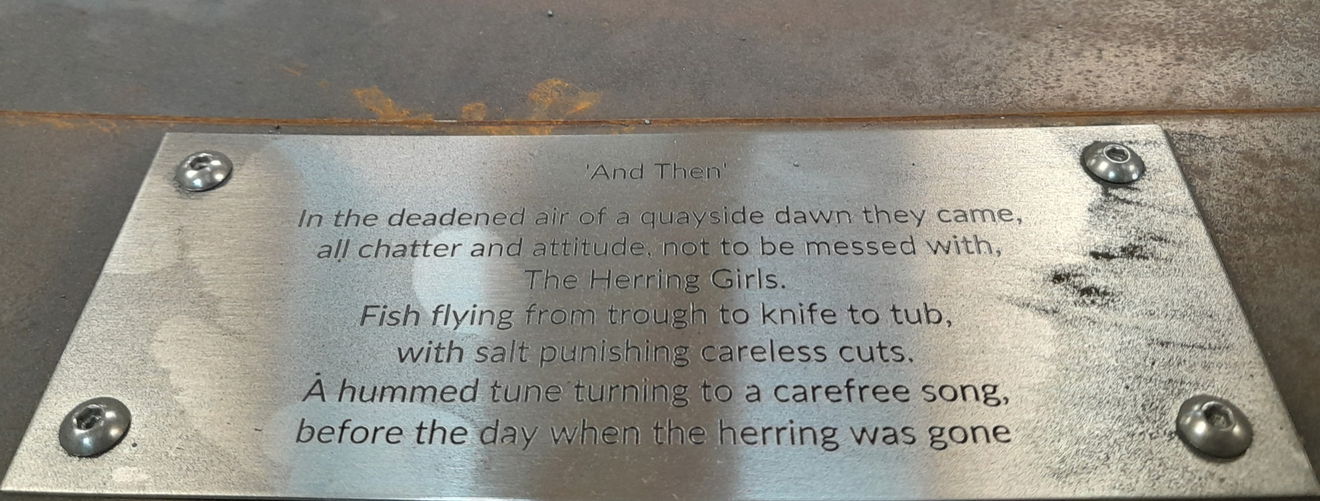 'And Then'
In the deadened air of a quayside dawn they came,
all chatter and attitude, not to be messed with,
The Herring Girls.
Fish flying from trough to knife to tub,
with salt punishing careless cuts.
A hummed tune turning to a carefree song,
before the day when the herring was gone